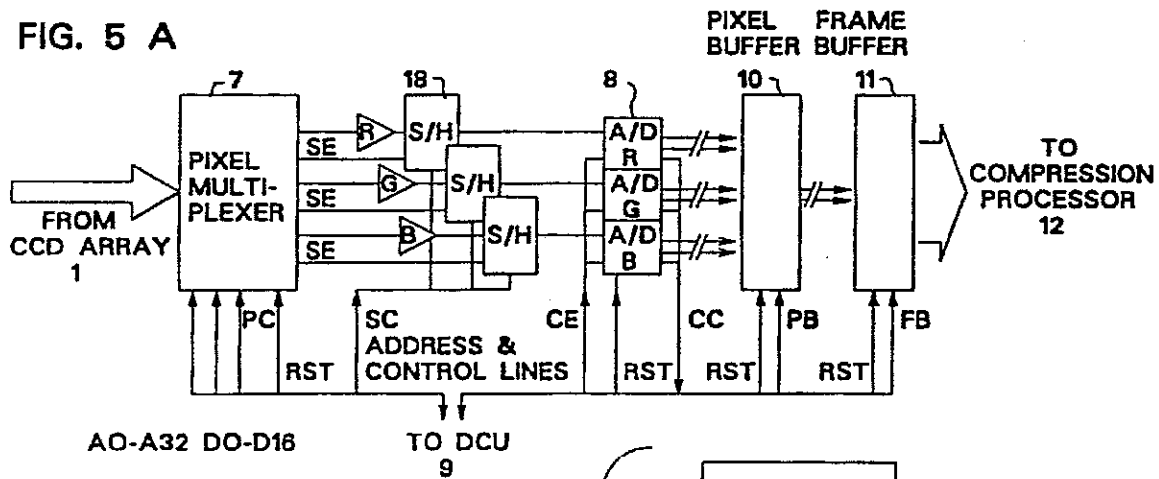 FIG. 5 A
PIXEL BUFFER
FRAME BUFFER
7
18
8
10
11
PIXEL MULTI-
PLEXER
SE
SE
SE
R
G
B
S/H
S/H
S/H
A/D
R
A/D
G
A/D
B
FROM
CCD ARRAY
1
TO
COMPRESSION
PROCESSOR
12
PC
SC
CE
CC
PB
FB
RST
ADDRESS &
CONTROL LINES
RST
RST
RST
AO-A32 DO-D16
TO DCU
9